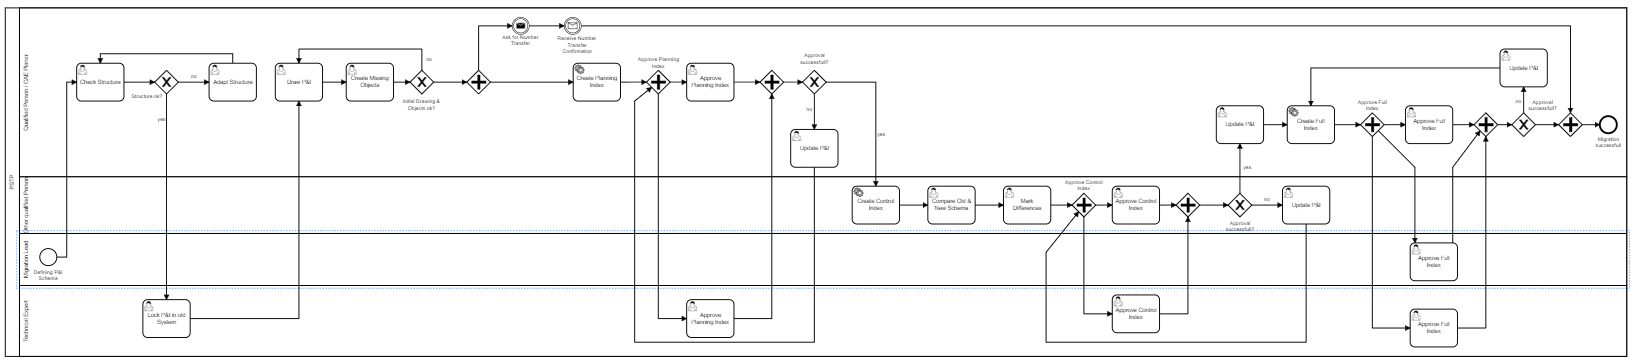 PSTP
Qualified Person / CAE Planer
Other qualified Person
Migration Lead
Technical Expert
Defining P&I
Schema
Check Structure
Structure ok?
no
yes
Adapt Structure
Lock P&I in old
System
Draw P&I
Create Missing
Objects
no
Initial Drawing &
Objects ok?
Ask for Number
Transfer
Receive Number
Transfer
Confirmation
Create Planning
Index
Approve Planning
Index
Approve
Planning Index
Approve
Planning Index
Approval
successfull?
no
yes
Update P&I
Create Control
Index
Compare Old &
New Schema
Mark
Differences
Approve Control
Index
Approve Control
Index
Approve Control
Index
Approval
successfull?
yes
no
Update P&I
Update P&I
Create Full
Index
Approve Full
Index
Approve Full
Index
Approve Full
Index
Approve Full
Index
Update P&I
no
Approval
successfull?
Migration
successfull